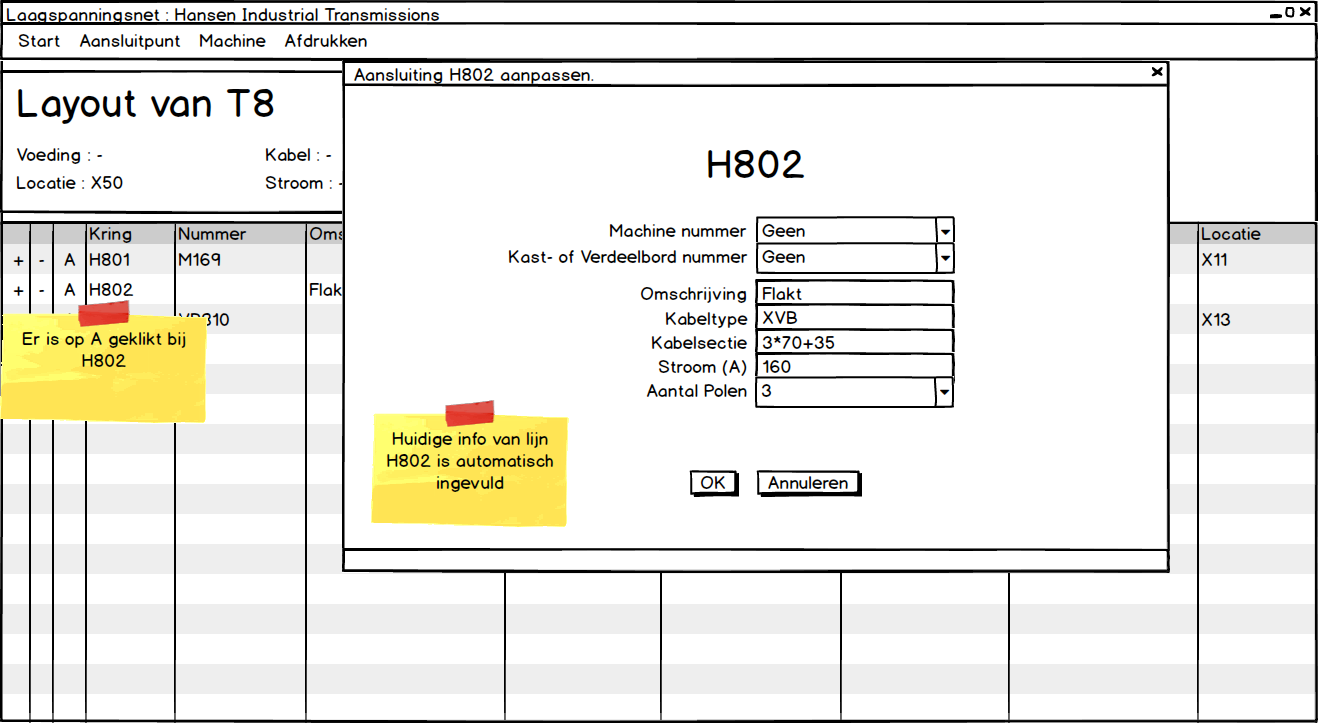 Laagspanningsnet : Hansen Industrial Transmissions
Start Aansluitpunt Machine Afdrukken
Aansluiting H802 aanpassen.
Layout van T8
Voeding : - Kabel : -
Locatie : X50 Stroom : -
Kring Nummer Oms Locatie
+ - A H801 M169 X11
+ - A H802 Flak
X13
Er is op A geklikt bij
H802
H802
Machine nummer Geen
Kast- of Verdeelbord nummer Geen
Omschrijving Flakt
Kabeltype XVB
Kabelsectie 3*70+35
Stroom (A) 160
Aantal Polen 3
Huidige info van lijn
H802 is automatisch
ingevuld
OK Annuleren